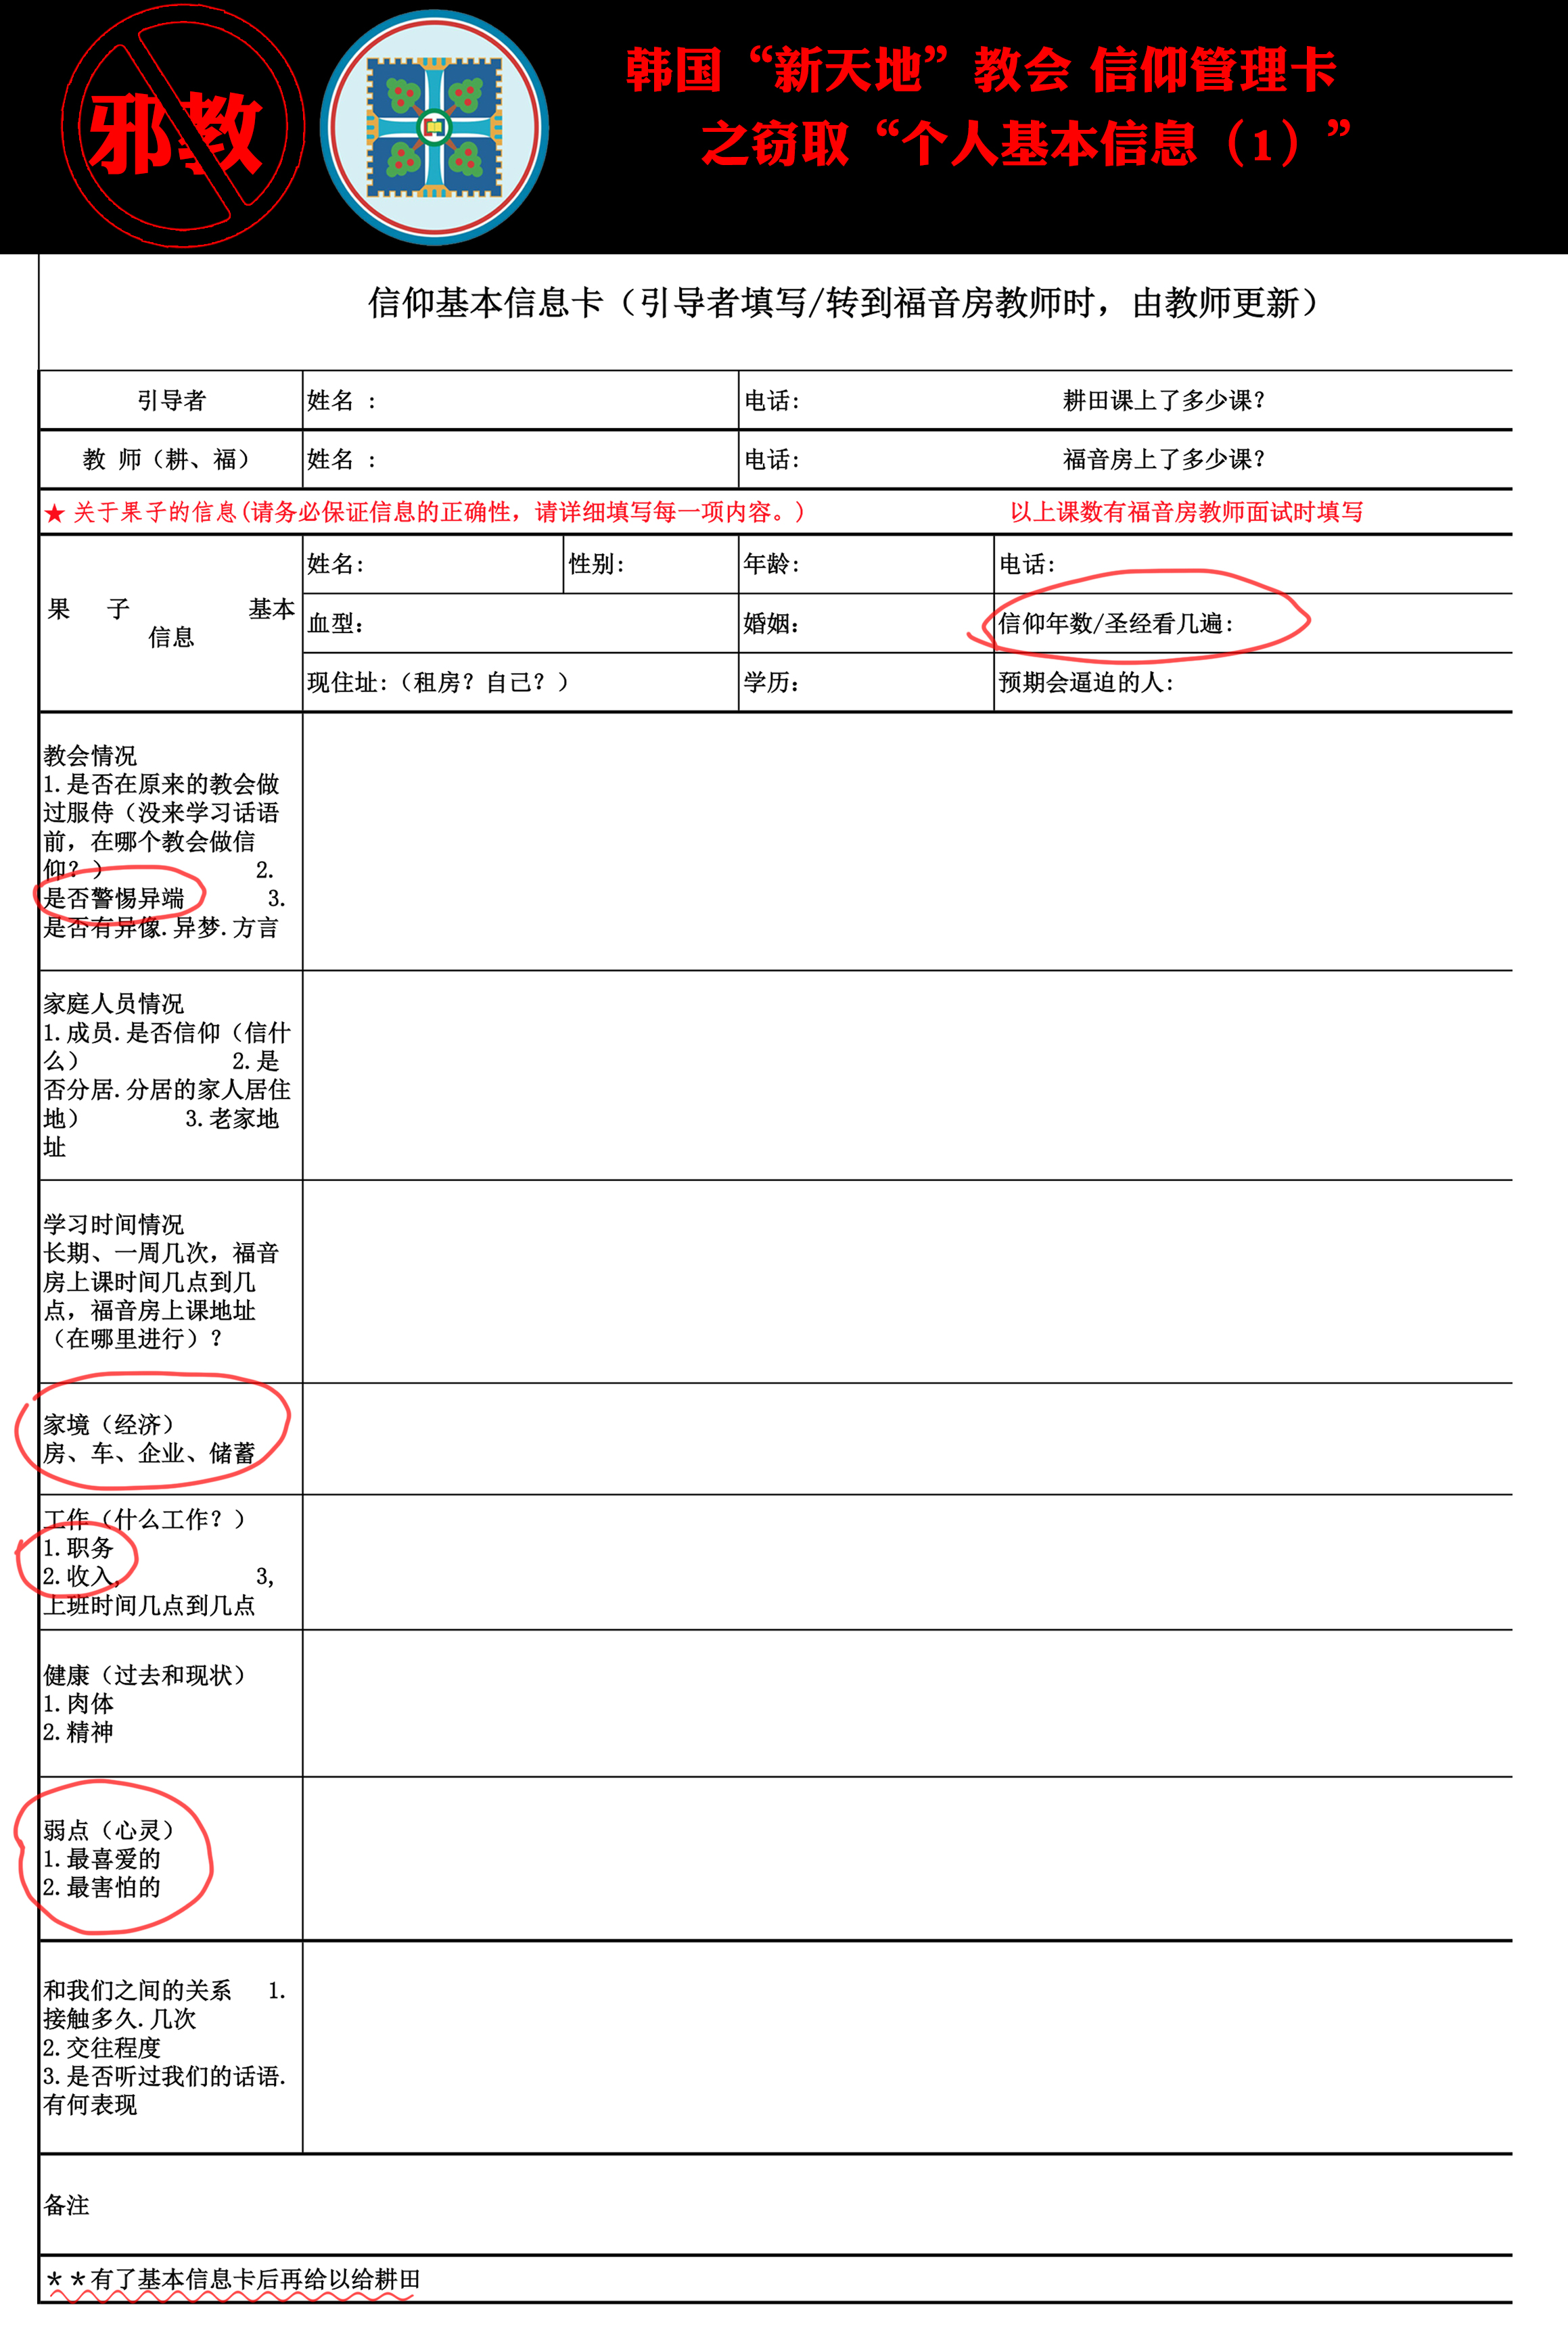 邪教
韩国“新天地”教会 信仰管理卡
之窃取“个人基本信息（1）”
信仰基本信息卡（引导者填写/转到福音房教师时，由教师更新）
引导者 姓名 : 电话: 耕田课上了多少课?
教 师（耕、福） 姓名 : 电话: 福音房上了多少课?
★ 关于果子的信息(请务必保证信息的正确性，请详细填写每一项内容。) 以上课数有福音房教师面试时填写
姓名: 性别: 年龄: 电话:
果 子 基本
信息
血型: 婚姻: 信仰年数/圣经看几遍:
现住址:（租房? 自己? ） 学历: 预期会逼迫的人:
教会情况
1.是否在原来的教会做
过服侍（没来学习话语
前，在哪个教会做信
仰? ） 2.
是否警惕异端 3.
是否有异像.异梦.方言
家庭人员情况
1.成员.是否信仰（信什
么） 2.是
否分居.分居的家人居住
地） 3.老家地
址
学习时间情况
长期、一周几次，福音
房上课时间几点到几
点，福音房上课地址
（在哪里进行）?
家境（经济）
房、车、企业、储蓄
工作（什么工作? ）
1.职务
2.收入, 3,
上班时间几点到几点
健康（过去和现状）
1.肉体
2.精神
弱点（心灵）
1.最喜爱的
2.最害怕的
和我们之间的关系 1.
接触多久.几次
2.交往程度
3.是否听过我们的话语.
有何表现
备注
＊＊有了基本信息卡后再给以给耕田